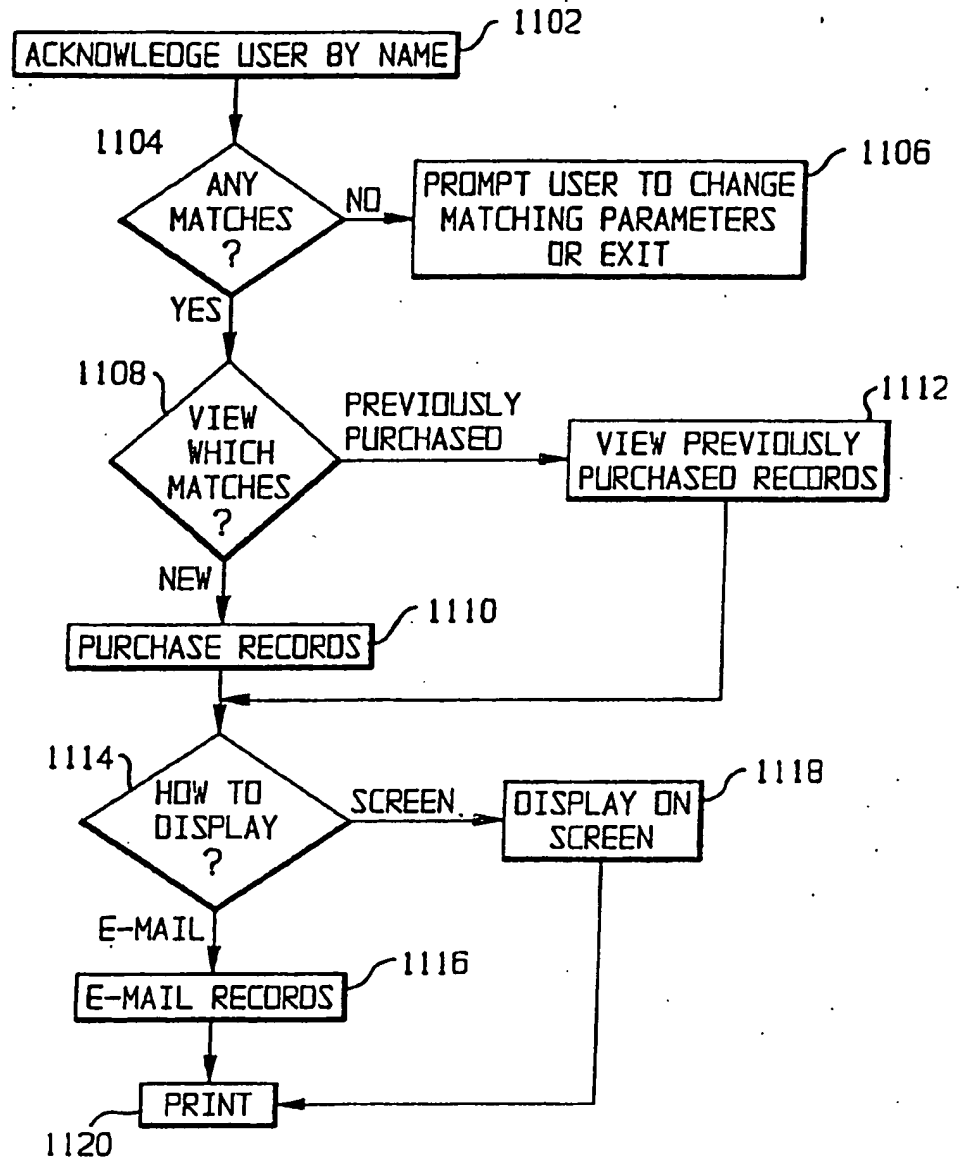 1102
ACKNOWLEDGE USER BY NAME
1104
ANY
MATCHES
?
NO
1106
PROMPT USER TO CHANGE
MATCHING PARAMETERS
OR EXIT
YES
1108
VIEW
WHICH
MATCHES
?
PREVIOUSLY
PURCHASED
1112
VIEW PREVIOUSLY
PURCHASED RECORDS
NEW
1110
PURCHASE RECORDS
1114
HOW TO
DISPLAY
?
SCREEN
1118
DISPLAY ON
SCREEN
E-MAIL
1116
E-MAIL RECORDS
PRINT
1120